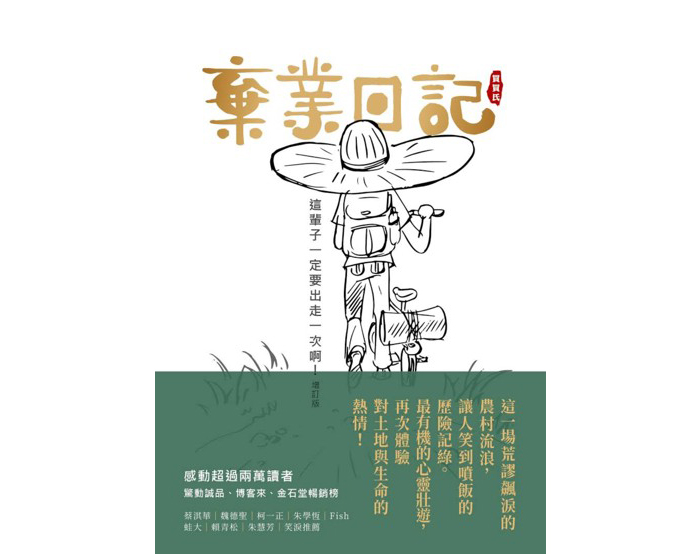 棄業日記
買買氏
這輩子一定要出走一次啊！增訂版
這一場荒謬飆淚的
農村流浪，
讓人笑到噴飯的
歷險記綠。
最有機的心靈壯遊，
再次體驗
對土地與生命的
熱情！
感動超過兩萬讀者
驚動誠品、博客來、金石堂暢銷榜
蔡淇華｜魏德聖｜柯一正｜朱學恆｜Fish
蛙大｜賴青松｜朱慧芳｜笑淚推薦